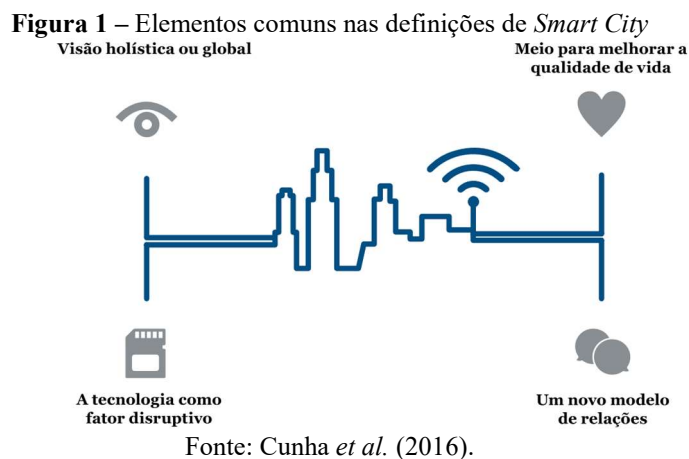 Figura 1 – Elementos comuns nas definições de Smart City
Visão holística ou global
Meio para melhorar a
qualidade de vida
A tecnologia como
fator disruptivo
Um novo modelo
de relações
Fonte: Cunha et al. (2016).